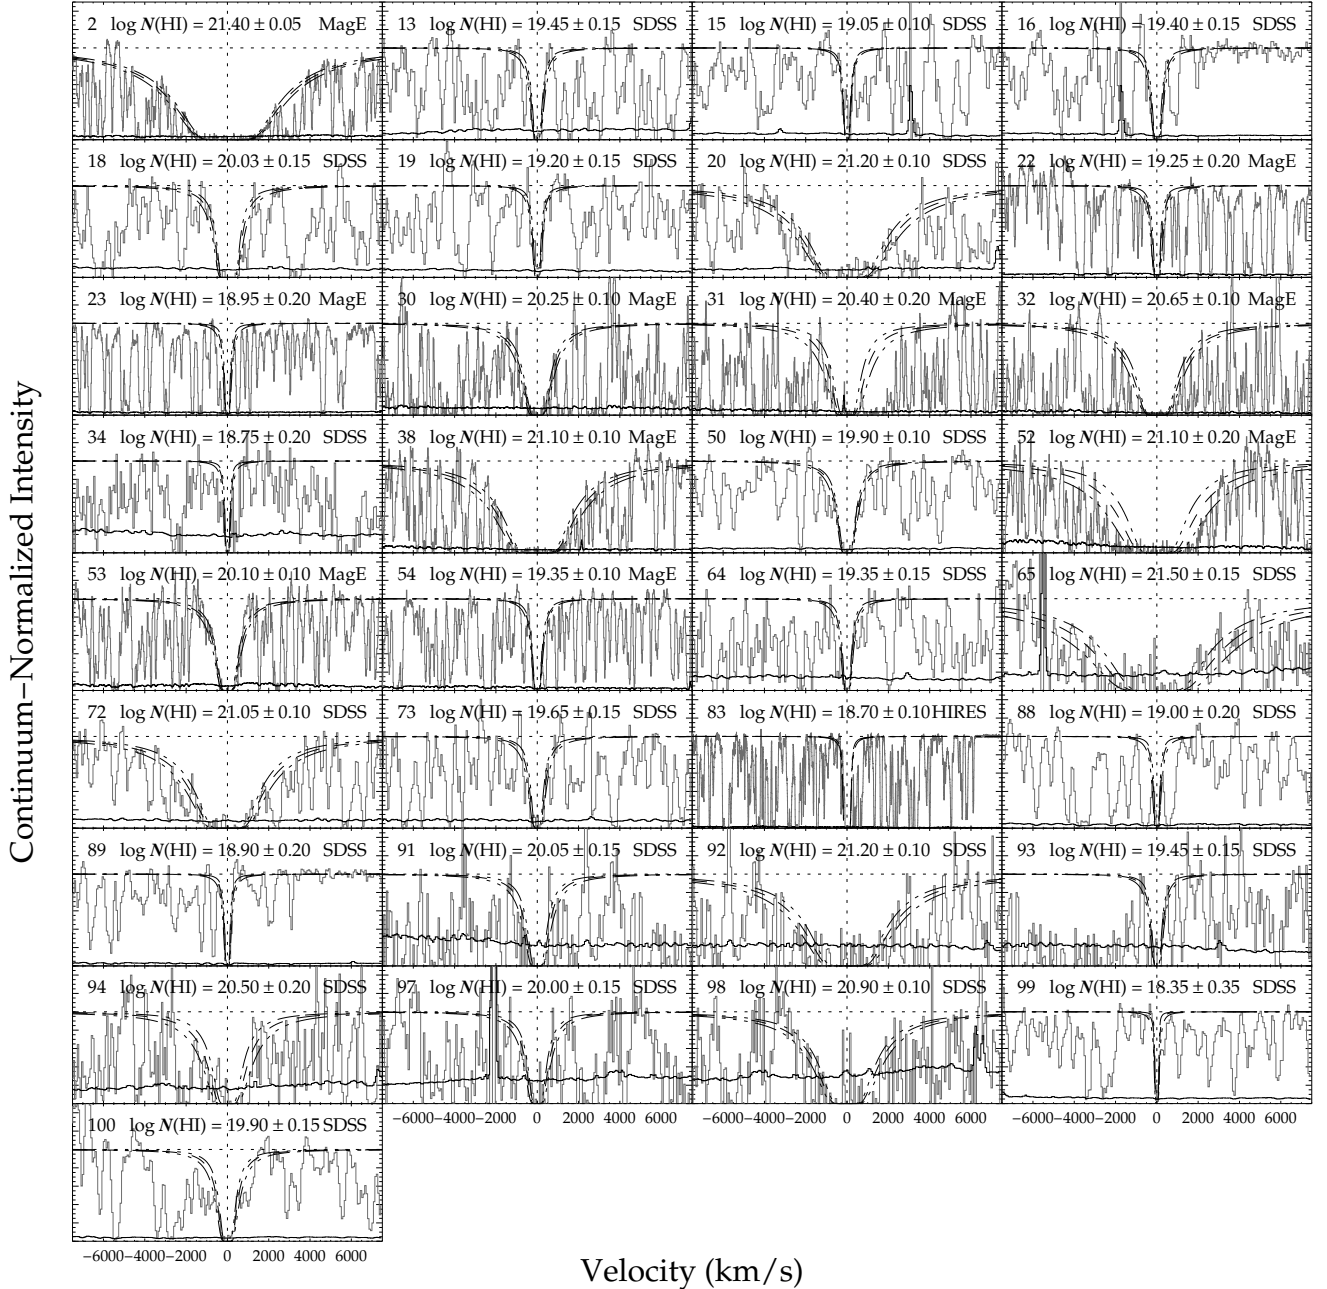 2 log N(HI) = 21.40 ± 0.05 MagE
13 log N(HI) = 19.45 ± 0.15 SDSS
15 log N(HI) = 19.05 ± 0.10 SDSS
16 log N(HI) = 19.40 ± 0.15 SDSS
18 log N(HI) = 20.03 ± 0.15 SDSS
19 log N(HI) = 19.20 ± 0.15 SDSS
20 log N(HI) = 21.20 ± 0.10 SDSS
22 log N(HI) = 19.25 ± 0.20 MagE
23 log N(HI) = 18.95 ± 0.20 MagE
30 log N(HI) = 20.25 ± 0.10 MagE
31 log N(HI) = 20.40 ± 0.20 MagE
32 log N(HI) = 20.65 ± 0.10 MagE
34 log N(HI) = 18.75 ± 0.20 SDSS
38 log N(HI) = 21.10 ± 0.10 MagE
50 log N(HI) = 19.90 ± 0.10 SDSS
52 log N(HI) = 21.10 ± 0.20 MagE
53 log N(HI) = 20.10 ± 0.10 MagE
54 log N(HI) = 19.35 ± 0.10 MagE
64 log N(HI) = 19.35 ± 0.15 SDSS
65 log N(HI) = 21.50 ± 0.15 SDSS
72 log N(HI) = 21.05 ± 0.10 SDSS
73 log N(HI) = 19.65 ± 0.15 SDSS
83 log N(HI) = 18.70 ± 0.10 HIRES
88 log N(HI) = 19.00 ± 0.20 SDSS
89 log N(HI) = 18.90 ± 0.20 SDSS
91 log N(HI) = 20.05 ± 0.15 SDSS
92 log N(HI) = 21.20 ± 0.10 SDSS
93 log N(HI) = 19.45 ± 0.15 SDSS
94 log N(HI) = 20.50 ± 0.20 SDSS
97 log N(HI) = 20.00 ± 0.15 SDSS
98 log N(HI) = 20.90 ± 0.10 SDSS
99 log N(HI) = 18.35 ± 0.35 SDSS
−6000 −4000 −2000 0 2000 4000 6000
−6000 −4000 −2000 0 2000 4000 6000
−6000 −4000 −2000 0 2000 4000 6000
100 log N(HI) = 19.90 ± 0.15 SDSS
−6000 −4000 −2000 0 2000 4000 6000
Continuum−Normalized Intensity
Velocity (km/s)